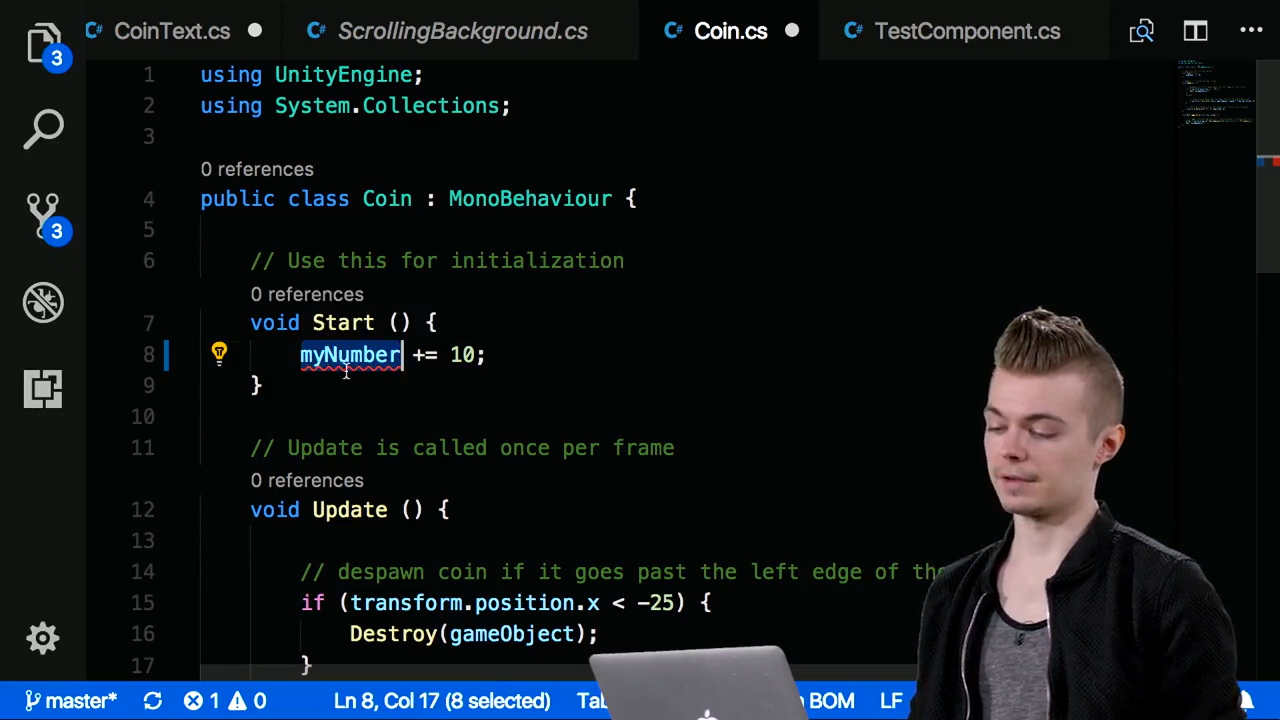 CoinText.cs
ScrollingBackground.cs
Coin.cs
TestComponent.cs
3
3
1 using UnityEngine;
2 using System.Collections;
3
0 references
4 public class Coin : MonoBehaviour {
5
6 // Use this for initialization
0 references
7 void Start () {
8 myNumber += 10;
9 }
10
11 // Update is called once per frame
0 references
12 void Update () {
13
14 // despawn coin if it goes past the left edge of the
15 if (transform.position.x < -25) {
16 Destroy(gameObject);
17 }
master* 1 0 Ln 8, Col 17 (8 selected) BOM LF